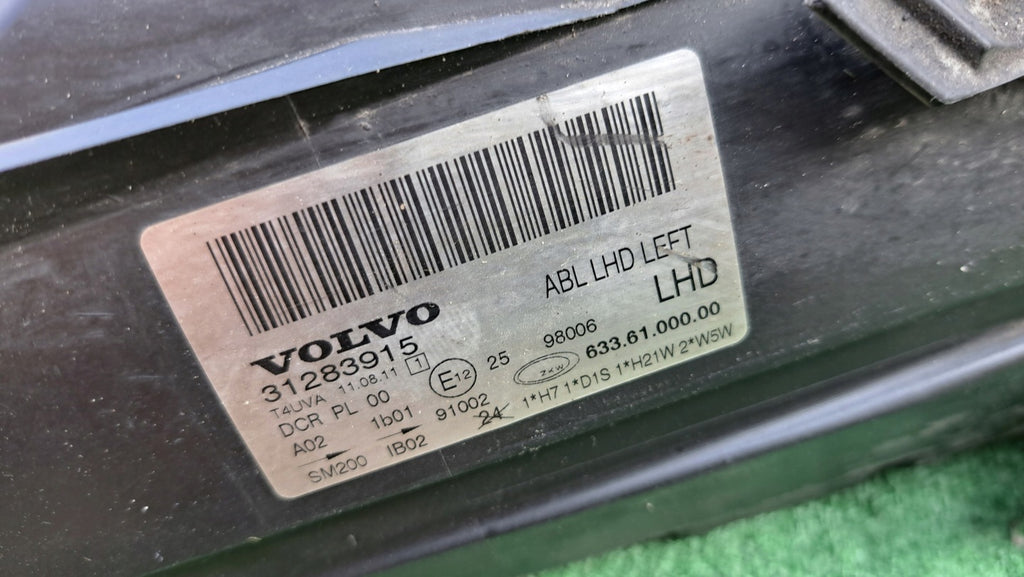 ABL LHD LEFT
LHD
VOLVO
31283915
T4UVA 11.08.11 1
DCR PL 00
A02 1b01
SM200 IB02
E12 25 98006
91002
24
ZKW 633.61.000.00
1*H7 1*D1S 1*H21W 2*W5W